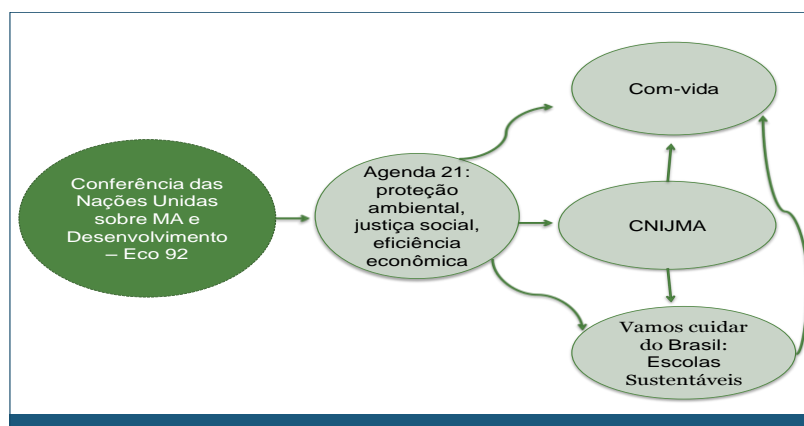 Conferência das
Nações Unidas
sobre MA e
Desenvolvimento
– Eco 92
Agenda 21:
proteção
ambiental,
justiça social,
eficiência
econômica
Com-vida
CNIJMA
Vamos cuidar
do Brasil:
Escolas
Sustentáveis